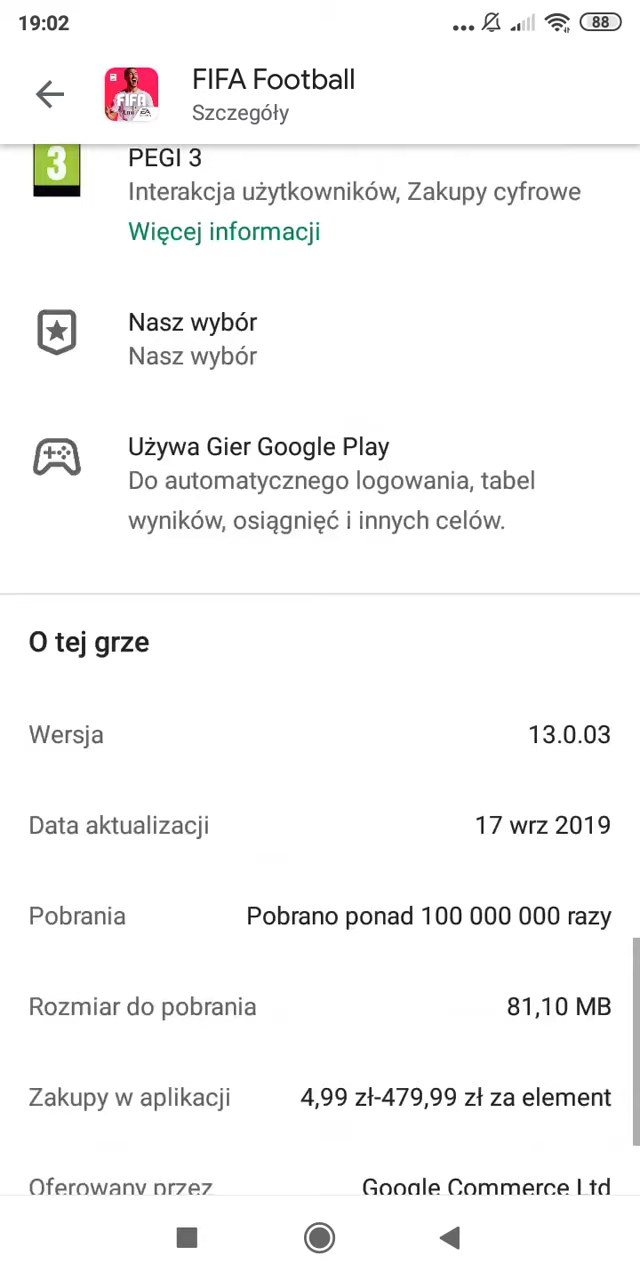 19:02
88
FIFA Football
Szczegóły
FIFA
EA
3
PEGI 3
Interakcja użytkowników, Zakupy cyfrowe
Więcej informacji
Nasz wybór
Nasz wybór
Używa Gier Google Play
Do automatycznego logowania, tabel
wyników, osiągnięć i innych celów.
O tej grze
Wersja 13.0.03
Data aktualizacji 17 wrz 2019
Pobrania Pobrano ponad 100 000 000 razy
Rozmiar do pobrania 81,10 MB
Zakupy w aplikacji 4,99 zł-479,99 zł za element
Oferowany przez Google Commerce Ltd